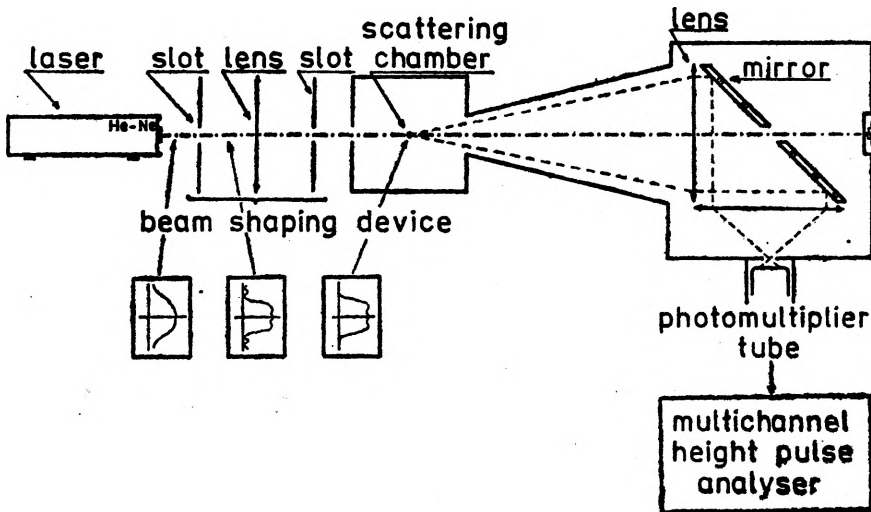 laser
slot
lens
slot
scattering
chamber
lens
mirror
He-Ne
beam shaping device
photomultiplier
tube
multichannel
height pulse
analyser